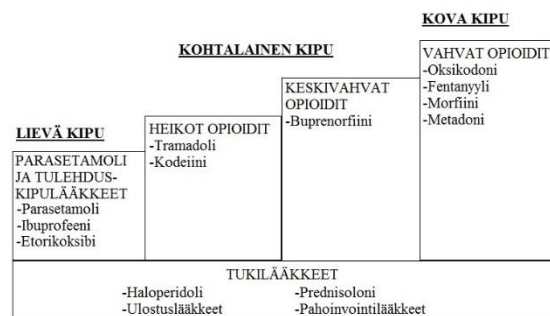 KOVA KIPU
KOHTALAINEN KIPU
LIEVÄ KIPU
PARASETAMOLI
JA TULEHDUS-
KIPULÄÄKKEET
-Parasetamoli
-Ibuprofeeni
-Etorikoksibi
HEIKOT OPIOIDIT
-Tramadoli
-Kodeiini
KESKIVAHVAT
OPIOIDIT
-Buprenorfiini
VAHVAT OPIOIDIT
-Oksikodoni
-Fentanyyli
-Morfiini
-Metadoni
TUKILÄÄKKEET
-Haloperidoli -Prednisoloni
-Ulostuslääkkeet -Pahoinvointilääkkeet